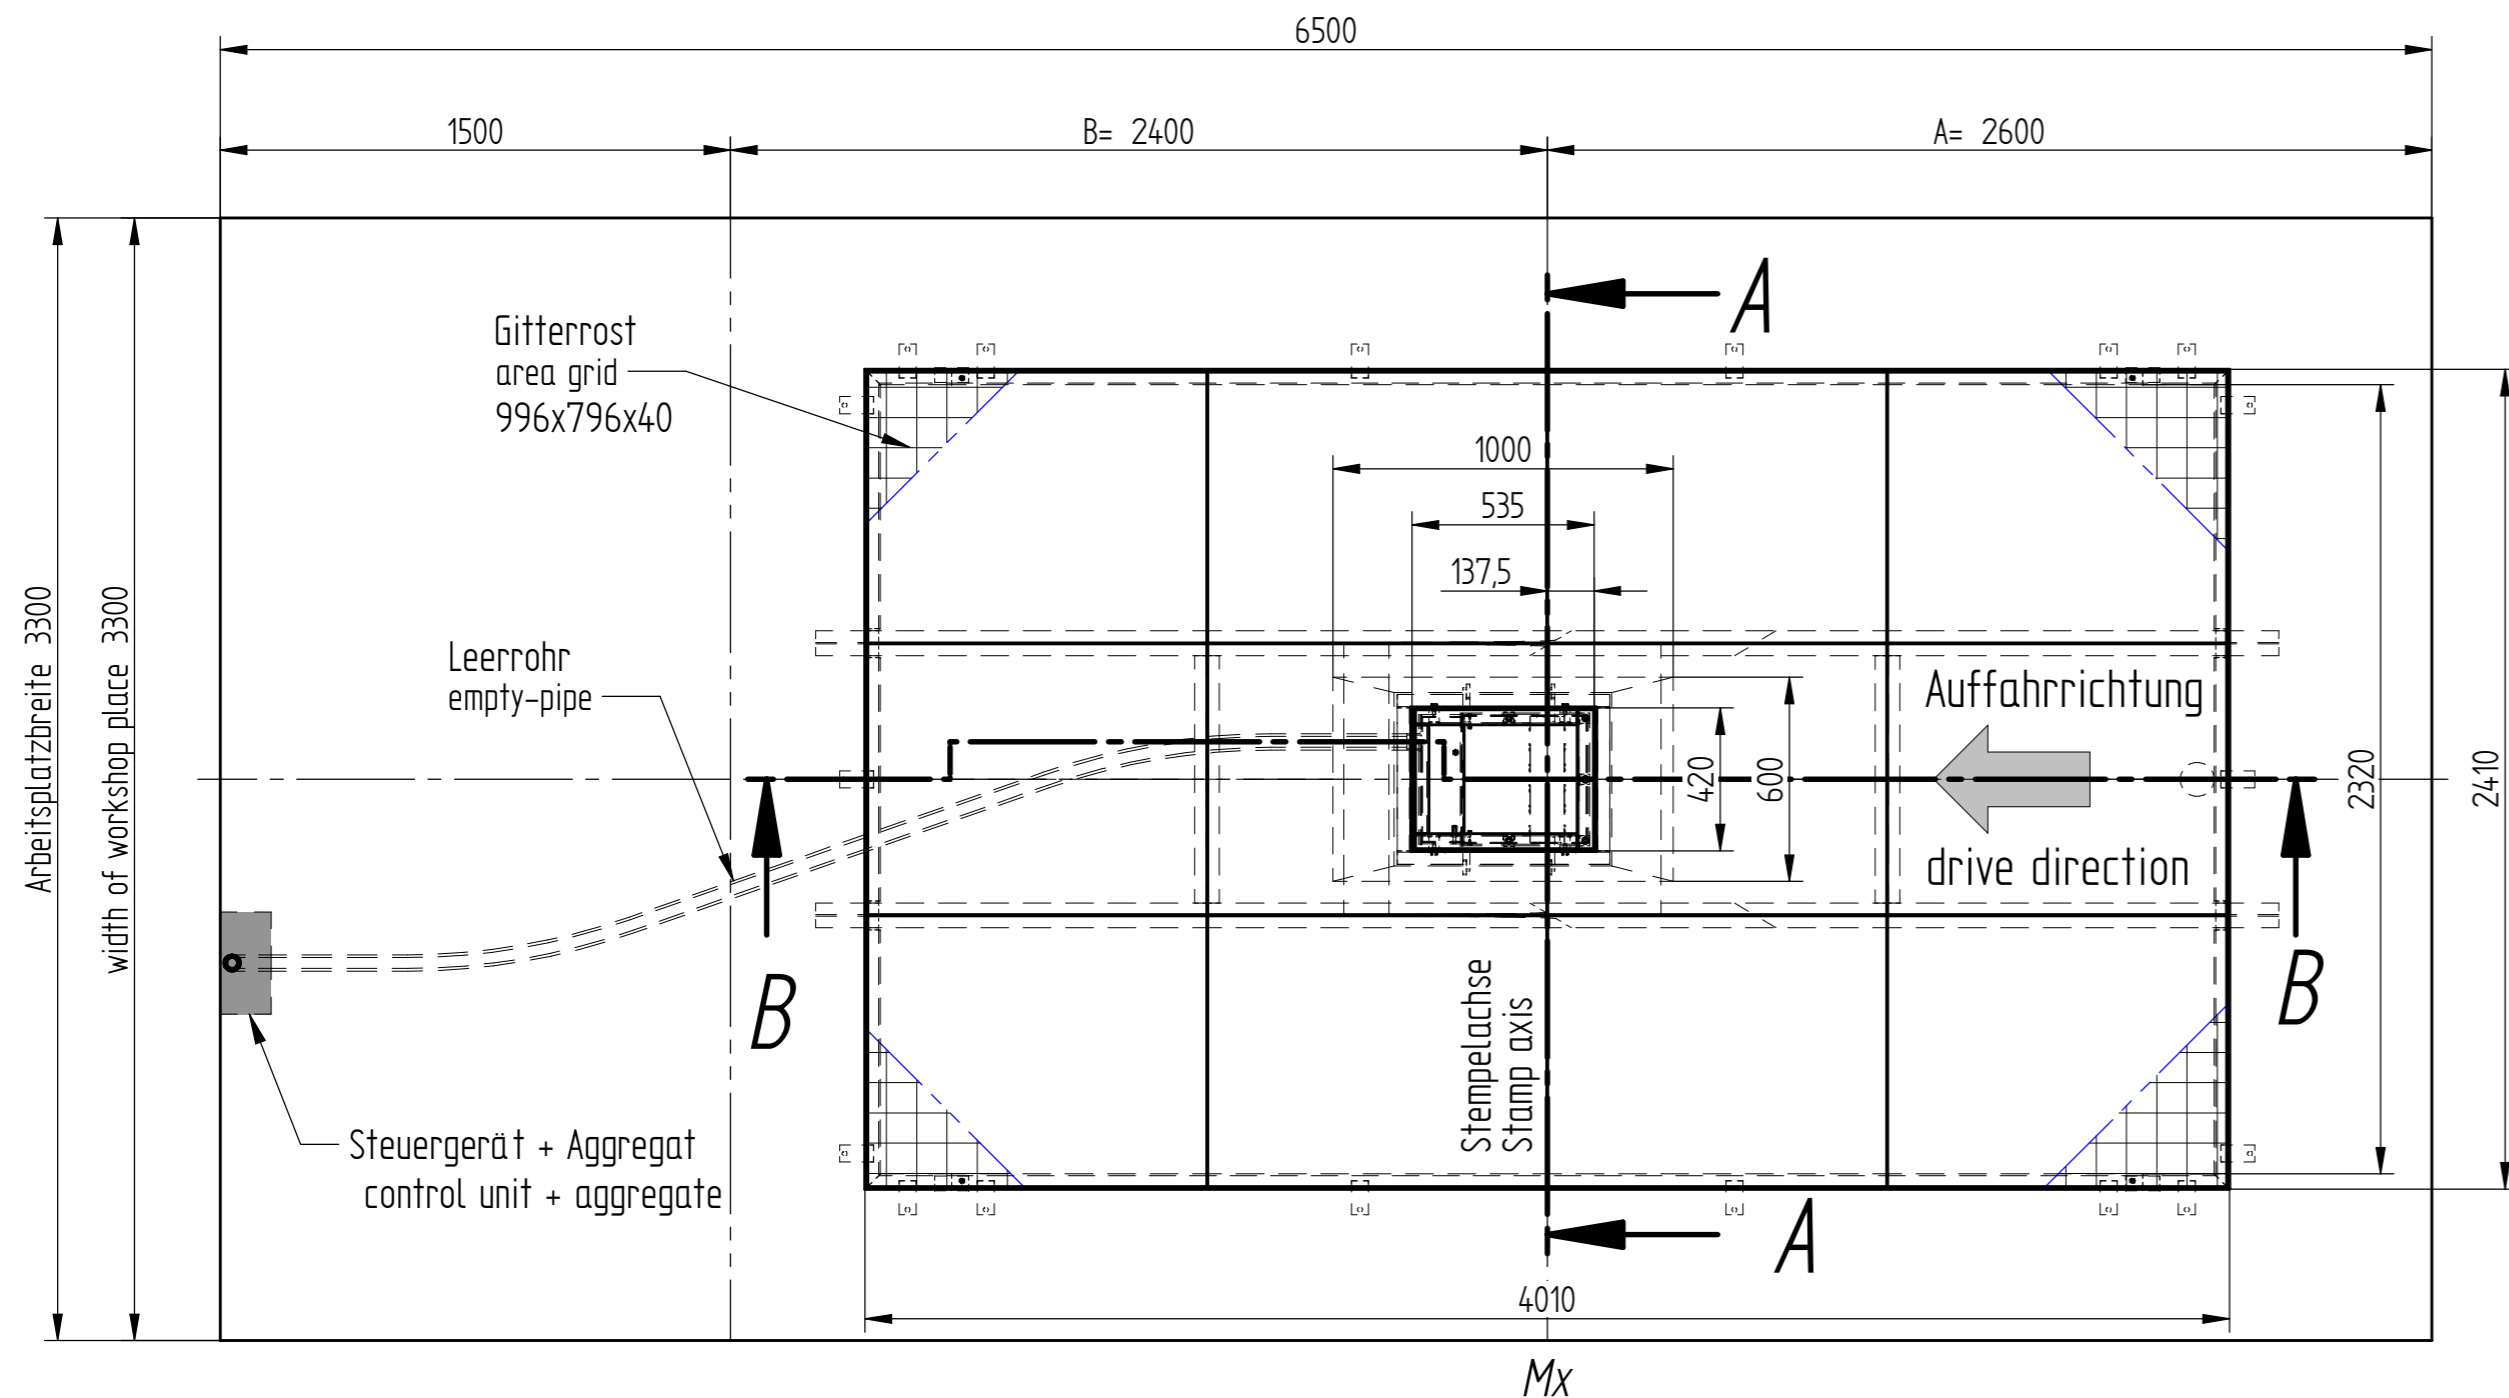 6500
1500
B= 2400
A= 2600
A
Gitterrost
area grid
996x796x40
1000
535
137,5
Arbeitsplatzbreite 3300
width of workshop place 3300
Leerrohr
empty-pipe
Auffahrrichtung
420
600
2320
2410
drive direction
B
B
Stempelachse
Stamp axis
Steuergerät + Aggregat
control unit + aggregate
A
4010
Mx